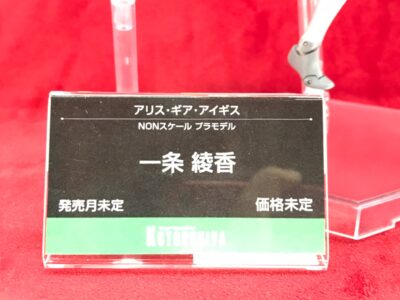 アリス・ギア・アイギス
NONスケール プラモデル
一条 綾香
発売月未定 価格未定
KOTOBUKIYA